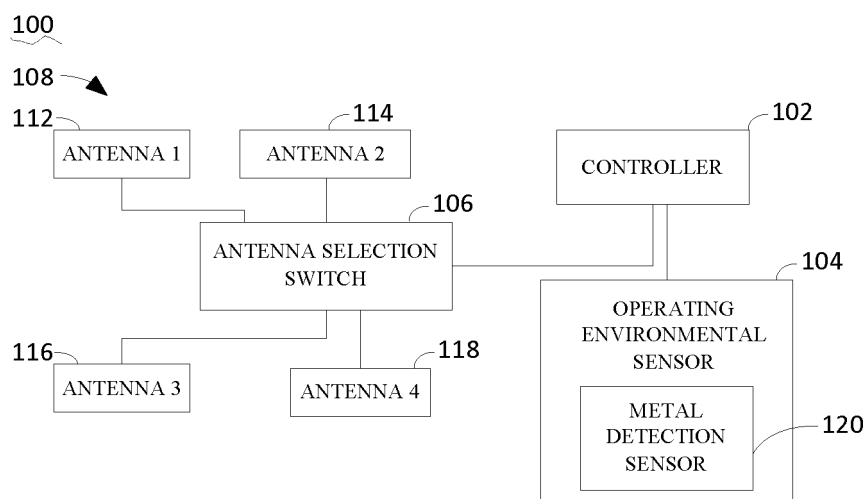 100
108
112
114
102
ANTENNA 1
ANTENNA 2
CONTROLLER
106
ANTENNA SELECTION
SWITCH
104
OPERATING
ENVIRONMENTAL
SENSOR
116
118
ANTENNA 3
ANTENNA 4
METAL
DETECTION
SENSOR
120